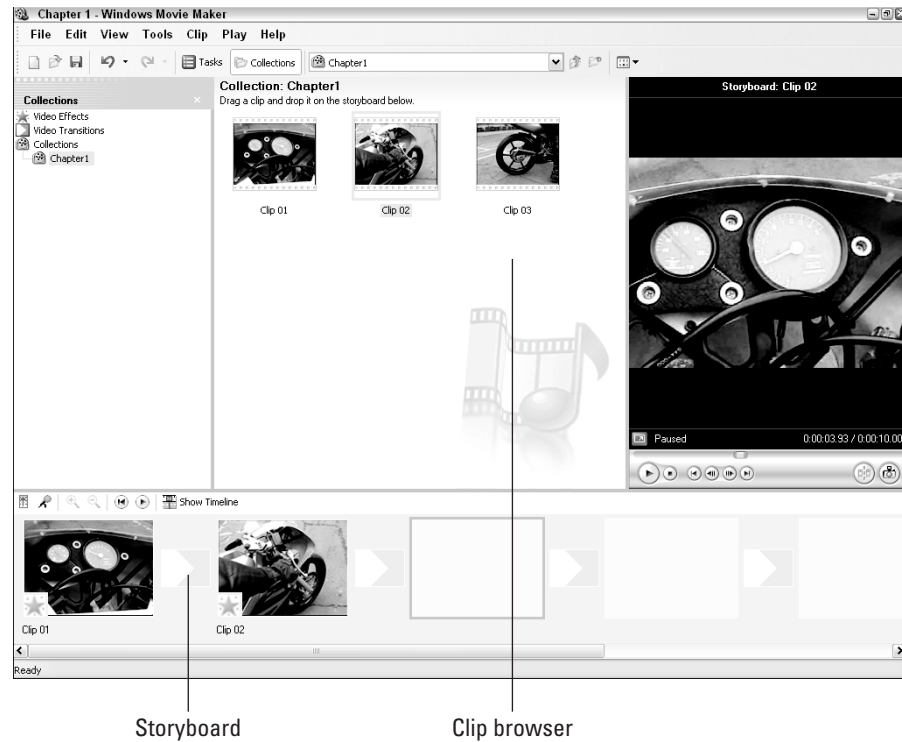 Chapter 1 - Windows Movie Maker
File Edit View Tools Clip Play Help
Tasks Collections Chapter1
Collections
Video Effects
Video Transitions
Collections
Chapter1
Collection: Chapter1
Drag a clip and drop it on the storyboard below.
Clip 01 Clip 02 Clip 03
Storyboard: Clip 02
Paused 0:00:03.93 / 0:00:10.00
Show Timeline
Clip 01 Clip 02
Ready
Storyboard Clip browser